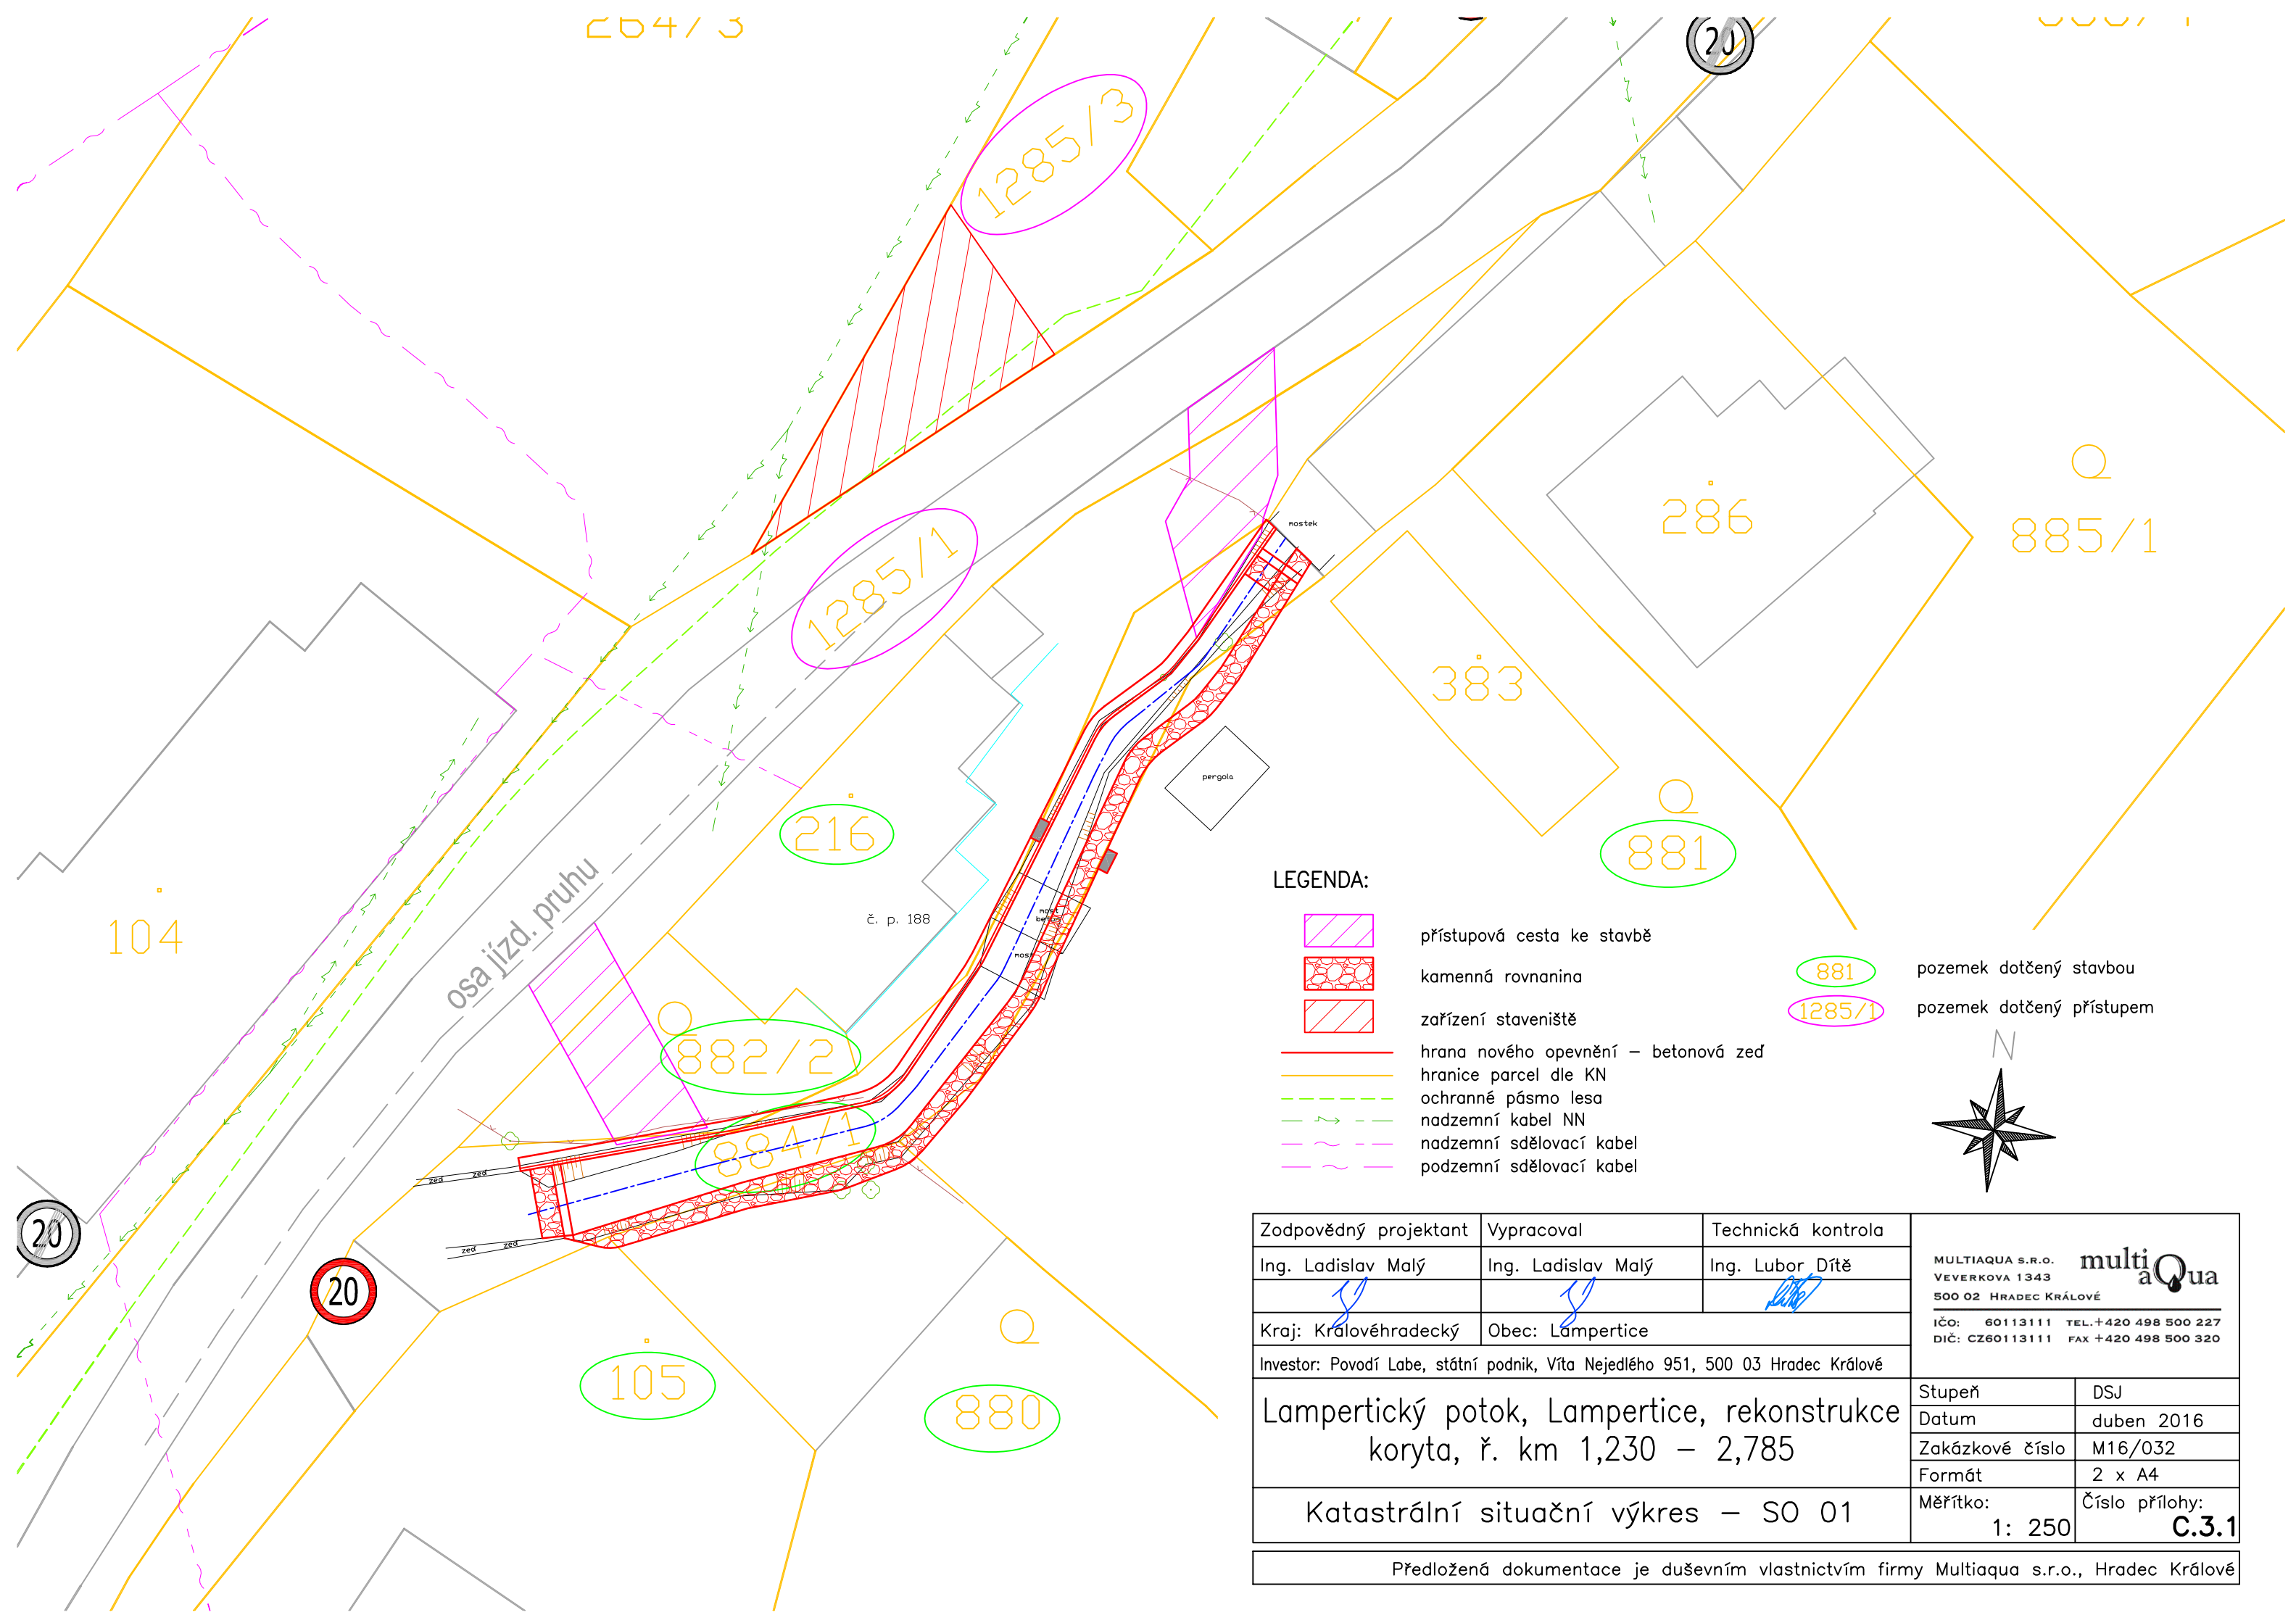 264/3
20
1285/3
1285/1
mostek
286
885/1
383
pergola
216
881
č. p. 188
most
most
osa jízd. pruhu
104
882/2
884/1
zeď
zeď
zeď
zeď
20
20
105
880
LEGENDA:
přístupová cesta ke stavbě
kamenná rovnanina
zařízení staveniště
hrana nového opevnění – betonová zeď
hranice parcel dle KN
ochranné pásmo lesa
nadzemní kabel NN
nadzemní sdělovací kabel
podzemní sdělovací kabel
881 pozemek dotčený stavbou
1285/1 pozemek dotčený přístupem
N
Zodpovědný projektant Vypracoval Technická kontrola
Ing. Ladislav Malý Ing. Ladislav Malý Ing. Lubor Dítě
Kraj: Královéhradecký Obec: Lampertice
Investor: Povodí Labe, státní podnik, Víta Nejedlého 951, 500 03 Hradec Králové
MULTIAQUA s.r.o.
VEVERKOVA 1343
500 02 HRADEC KRÁLOVÉ
multi
aQua
IČO: 60113111 TEL.+420 498 500 227
DIČ: CZ60113111 FAX +420 498 500 320
Lampertický potok, Lampertice, rekonstrukce
koryta, ř. km 1,230 – 2,785
Stupeň DSJ
Datum duben 2016
Zakázkové číslo M16/032
Formát 2 x A4
Katastrální situační výkres – SO 01
Měřítko: 1: 250
Číslo přílohy: C.3.1
Předložená dokumentace je duševním vlastnictvím firmy Multiaqua s.r.o., Hradec Králové